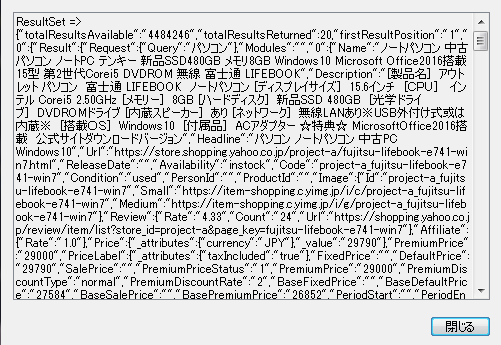 ResultSet =>
{"totalResultsAvailable":"4484246","totalResultsReturned":20,"firstResultPosition":"1",
"0":{"Result":{"Request":{"Query":"パソコン"},"Modules":"","0":{"Name":"ノートパソコン 中古
パソコン ノートPC テンキー 新品SSD480GB メモリ8GB Windows10 Microsoft Office2016搭載
15型 第2世代Corei5 DVDROM 無線 富士通 LIFEBOOK","Description":"[製品名] アウト
レットパソコン 富士通 LIFEBOOK ノートパソコン [ディスプレイサイズ] 15.6インチ [CPU] イン
テル Corei5 2.50GHz [メモリー] 8GB [ハードディスク] 新品SSD 480GB [光学ドライ
ブ] DVDROMドライブ [内蔵スピーカー] あり [ネットワーク] 無線LANあり※USB外付け式或は
内蔵※ [搭載OS] Windows10 [付属品] ACアダプター ☆特典☆ MicrosoftOffice2016搭
載 公式サイトダウンロードバージョン","Headline":"パソコン ノートパソコン 中古PC
Windows10","Url":"https://store.shopping.yahoo.co.jp/project-a/fujitsu-lifebook-e741-wi
n7.html","ReleaseDate":"","Availability":"instock","Code":"project-a_fujitsu-lifebook-e7
41-win7","Condition":"used","PersonId":"","ProductId":"","Image":{"Id":"project-a_fujit
su-lifebook-e741-win7","Small":"https://item-shopping.c.yimg.jp/i/c/project-a_fujitsu-lif
ebook-e741-win7","Medium":"https://item-shopping.c.yimg.jp/i/g/project-a_fujitsu-lifeb
ook-e741-win7"},"Review":{"Rate":"4.33","Count":"24","Url":"https://shopping.yahoo.co.j
p/review/item/list?store_id=project-a&page_key=fujitsu-lifebook-e741-win7"},"Affiliate"
:{"Rate":"1.0"},"Price":{"_attributes":{"currency":"JPY"},"_value":"29790"},"PremiumPrice":
"29000","PriceLabel":{"_attributes":{"taxIncluded":"true"},"FixedPrice":"","DefaultPrice":
"29790","SalePrice":"","PremiumPriceStatus":"1","PremiumPrice":"29000","PremiumDis
countType":"normal","PremiumDiscountRate":"2","BaseFixedPrice":"","BaseDefaultPric
e":"27584","BaseSalePrice":"","BasePremiumPrice":"26852","PeriodStart":"","PeriodEn
閉じる